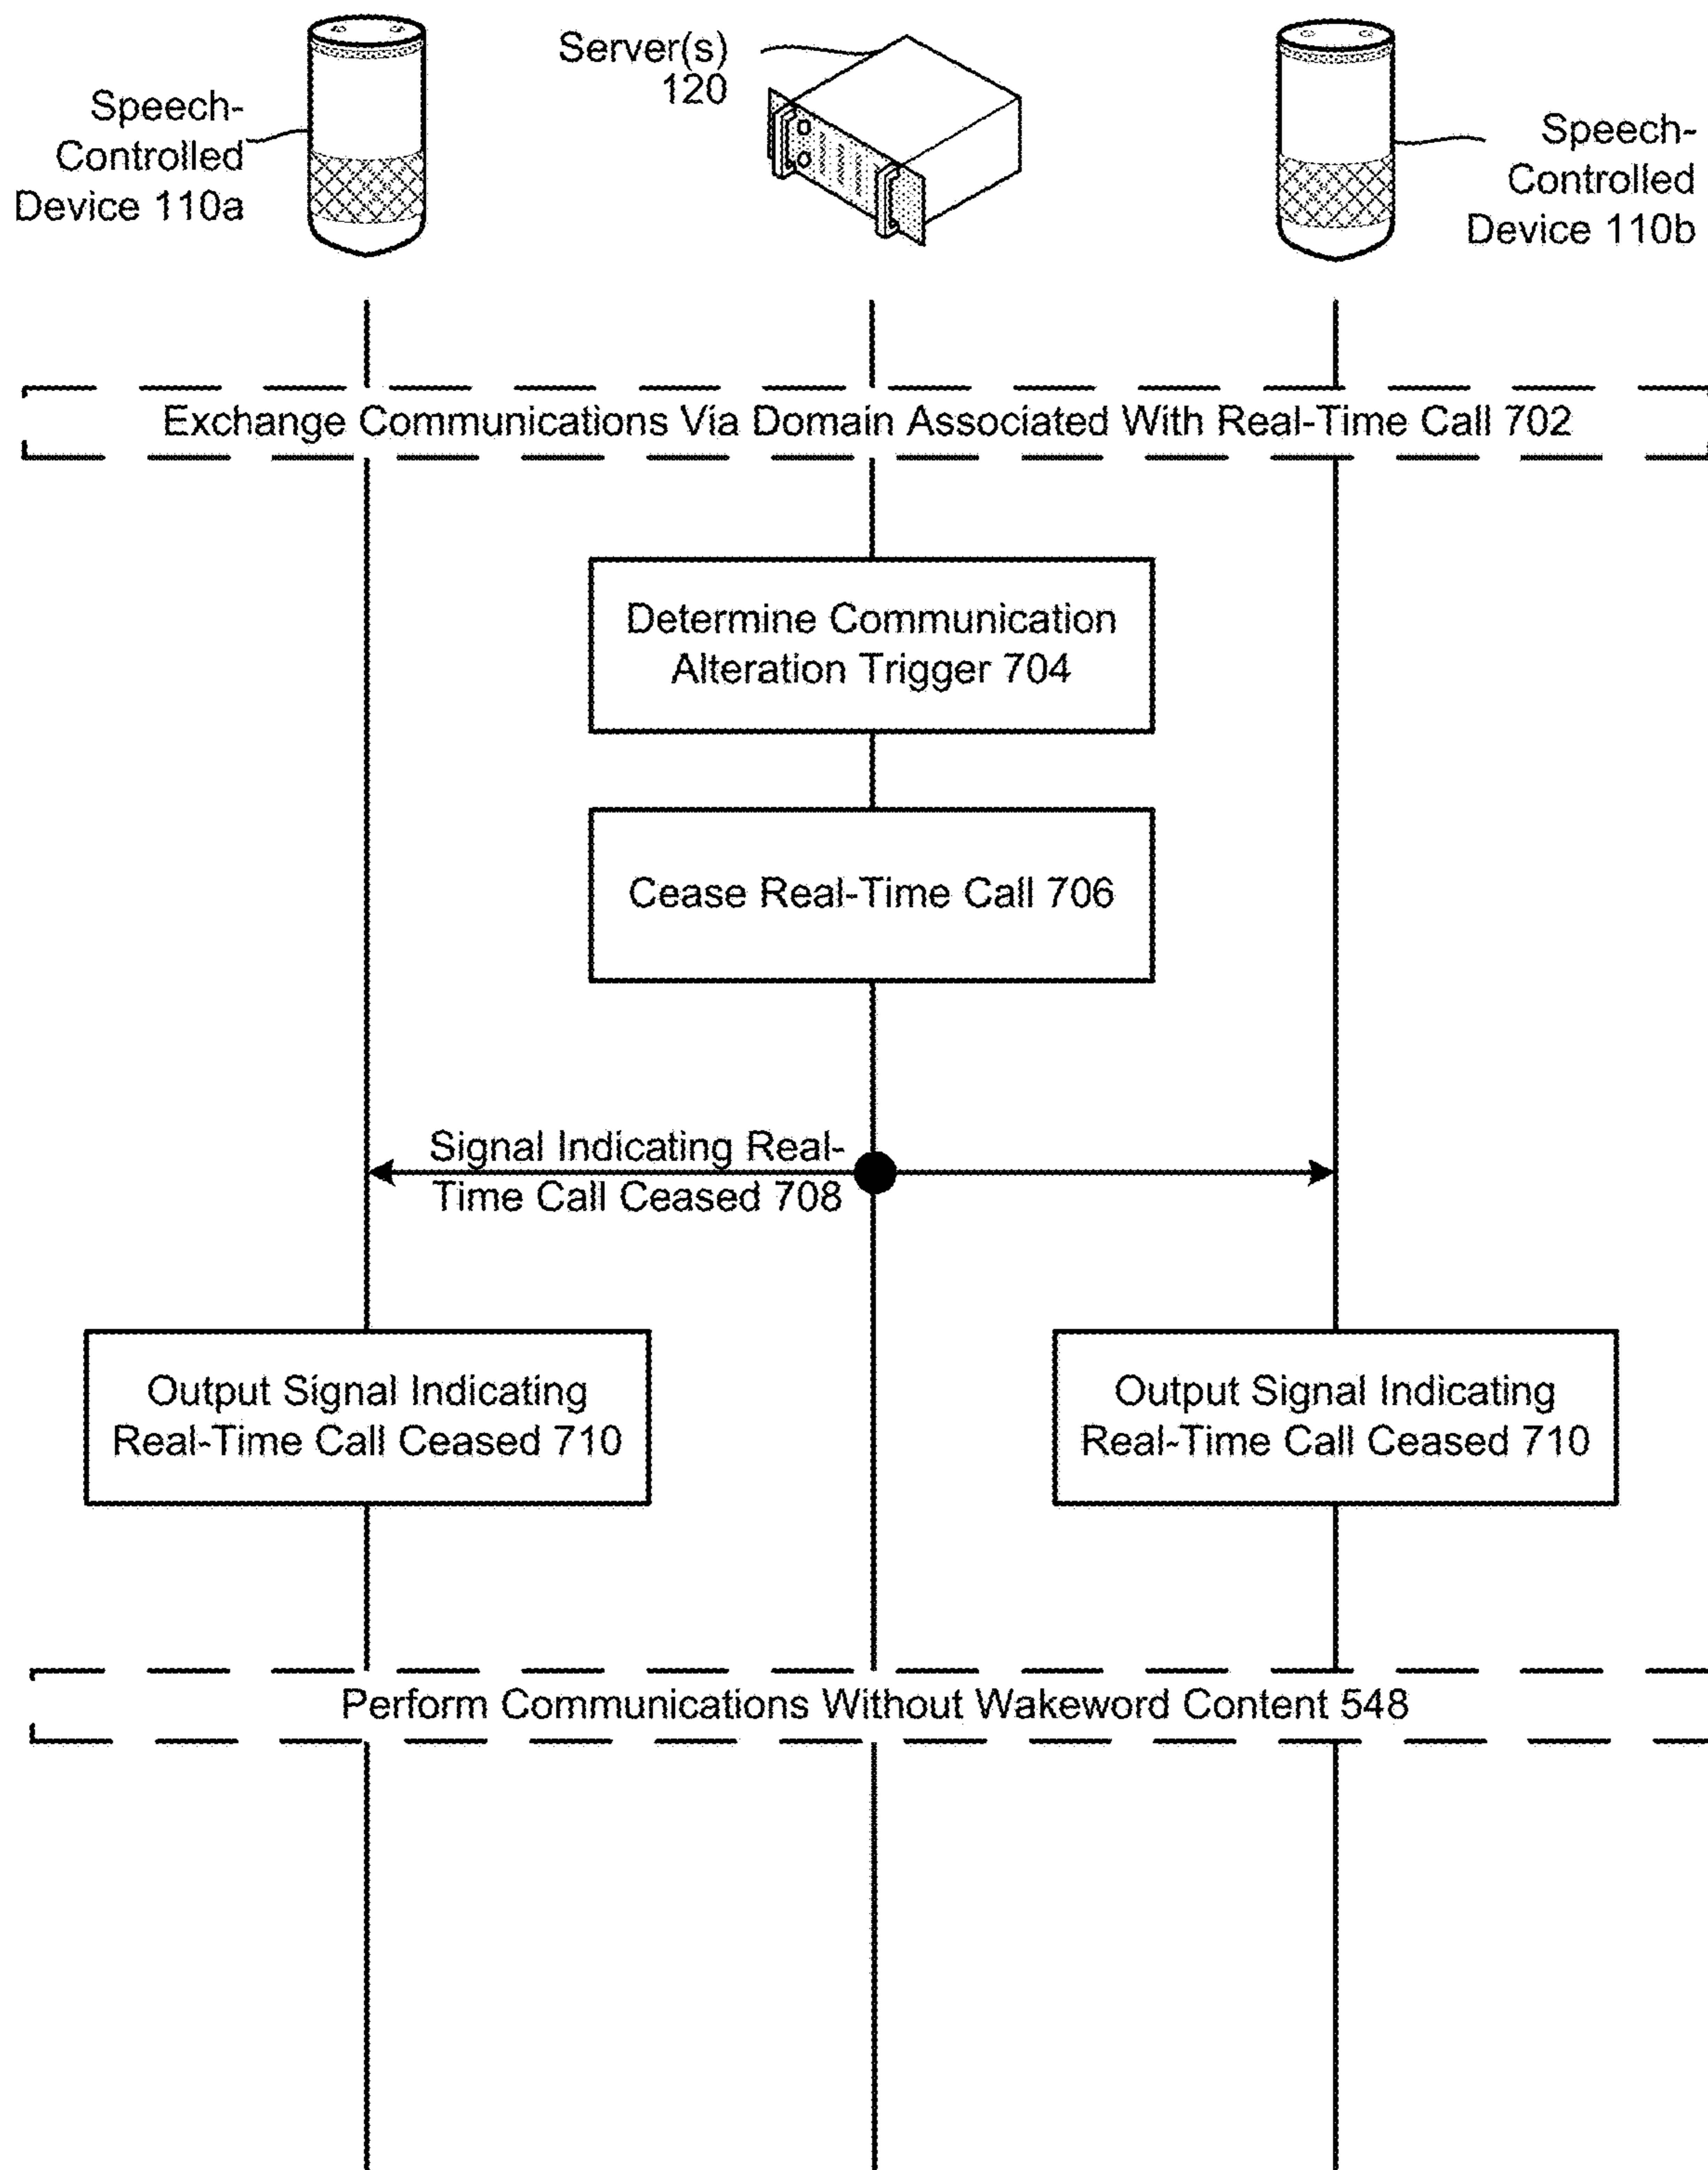 Speech-
Controlled
Device 110a
Server(s)
120
Speech-
Controlled
Device 110b
Exchange Communications Via Domain Associated With Real-Time Call 702
Determine Communication
Alteration Trigger 704
Cease Real-Time Call 706
Signal Indicating Real-
Time Call Ceased 708
Output Signal Indicating
Real-Time Call Ceased 710
Output Signal Indicating
Real-Time Call Ceased 710
Perform Communications Without Wakeword Content 548